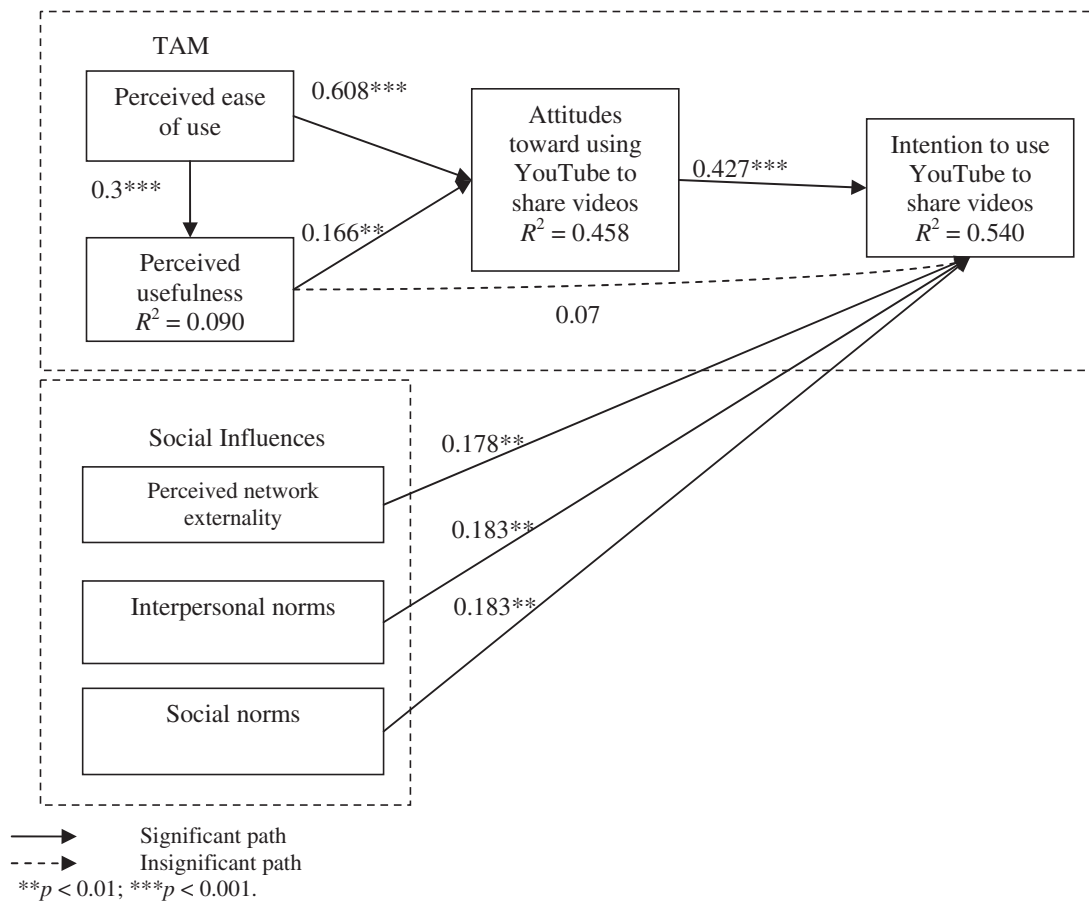 TAM
Perceived ease
of use
0.608***
0.3***
0.166**
Perceived
usefulness
R² = 0.090
Attitudes
toward using
YouTube to
share videos
R² = 0.458
0.427***
Intention to use
YouTube to
share videos
R² = 0.540
0.07
Social Influences
Perceived network
externality
0.178**
Interpersonal norms
0.183**
Social norms
0.183**
Significant path
Insignificant path
**p < 0.01; ***p < 0.001.